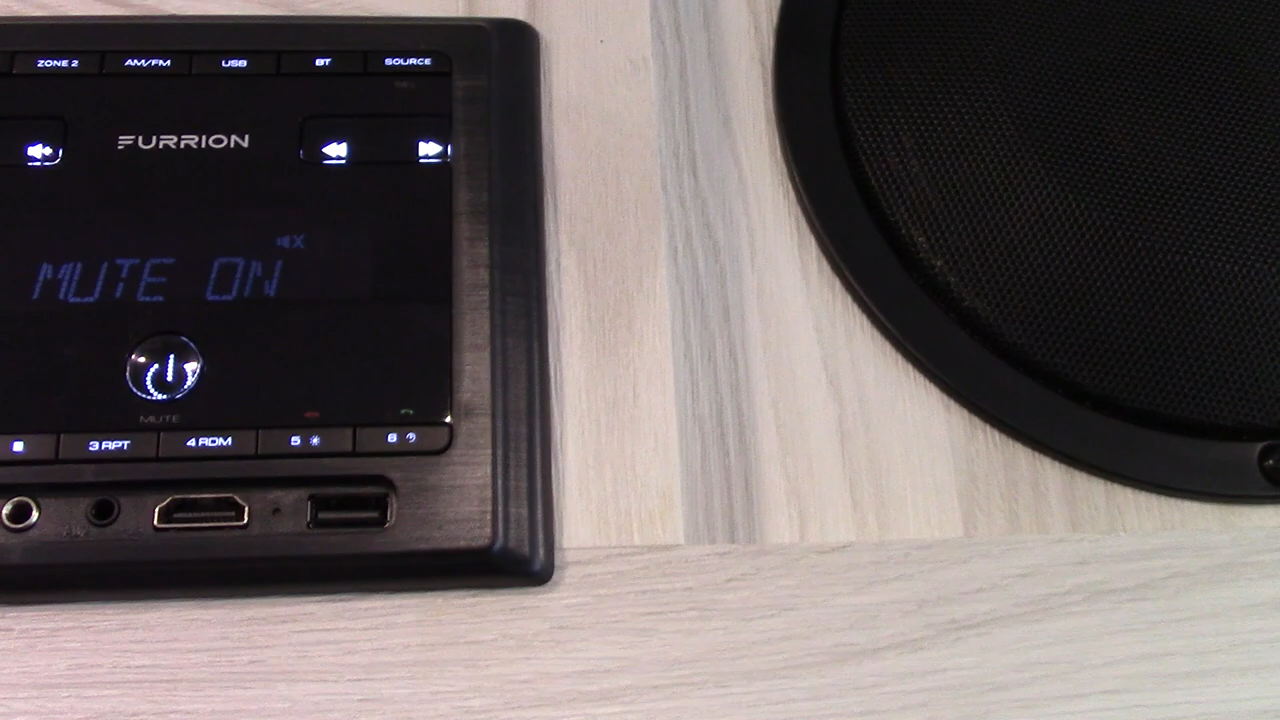 ZONE 2 AM/FM USB BT SOURCE
FURRION
MUTE ON
MUTE
3 RPT 4 RDM 5 6